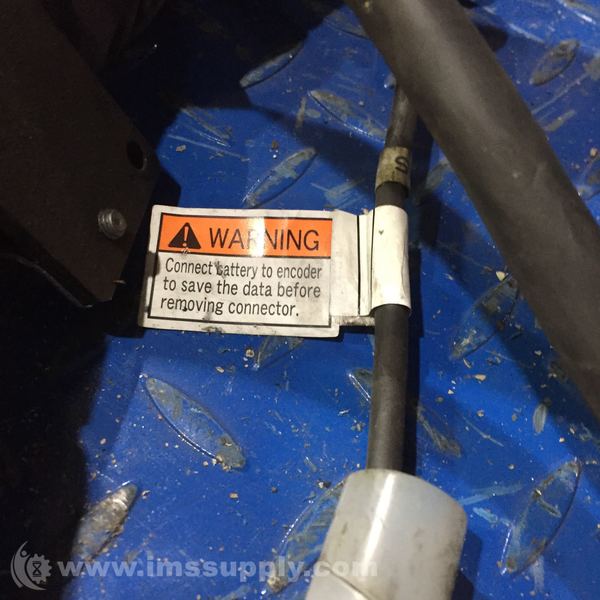 S
WARNING
Connect battery to encoder
to save the data before
removing connector.
www.imssupply.com